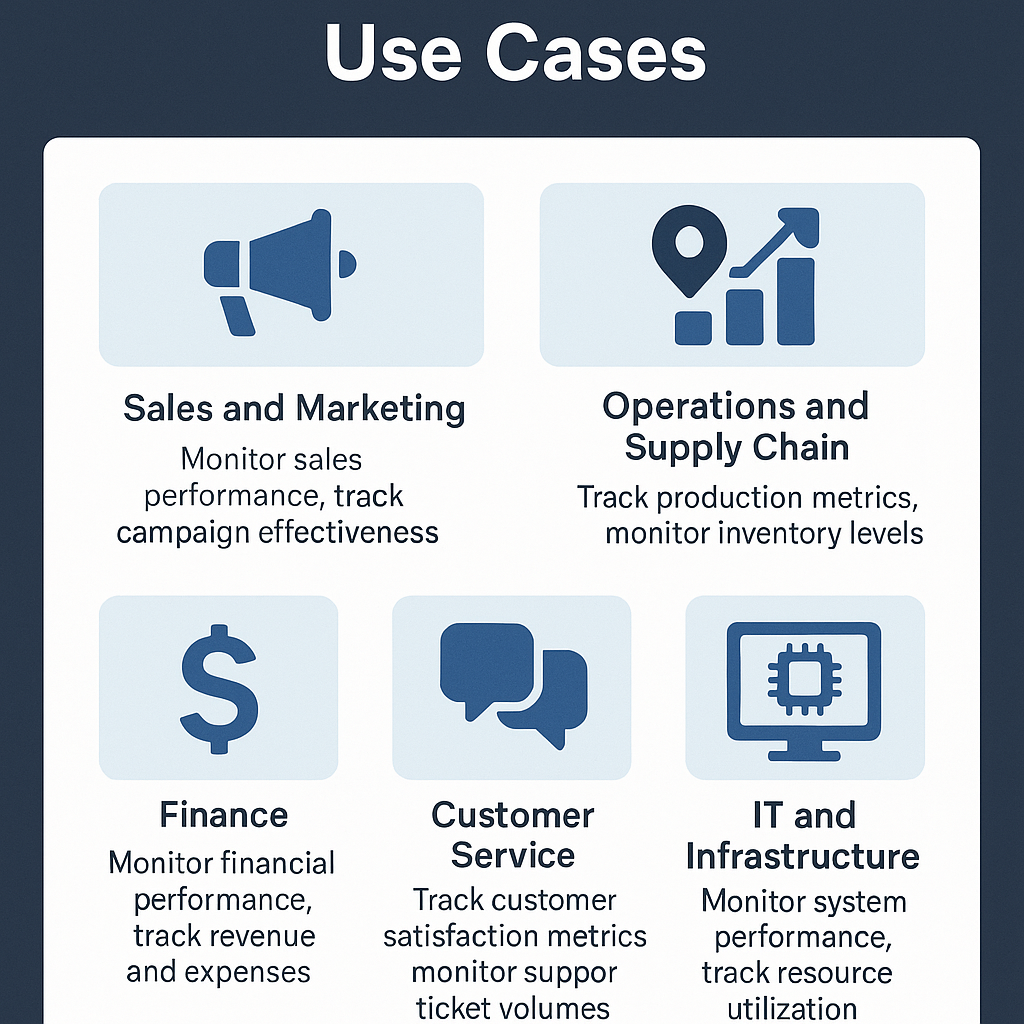 Use Cases
Sales and Marketing
Monitor sales
performance, track
campaign effectiveness
Operations and
Supply Chain
Track production metrics,
monitor inventory levels
Finance
Monitor financial
performance,
track revenue
and expenses
Customer
Service
Track customer
satisfaction metrics
monitor suppor
ticket volumes
IT and
Infrastructure
Monitor system
performance,
track resource
utilization